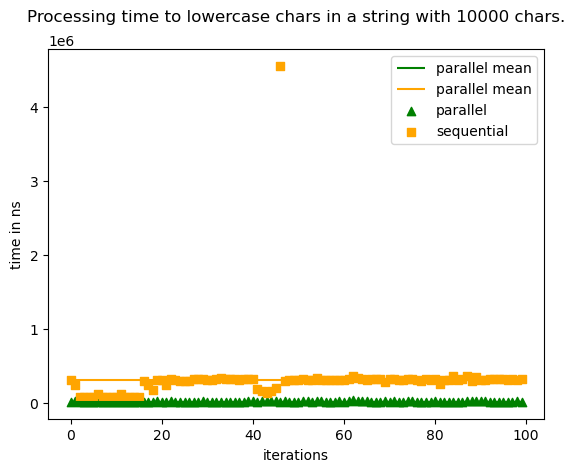 Processing time to lowercase chars in a string with 10000 chars.
1e6
parallel mean
parallel mean
parallel
sequential
4
3
2
1
0
time in ns
0 20 40 60 80 100
iterations